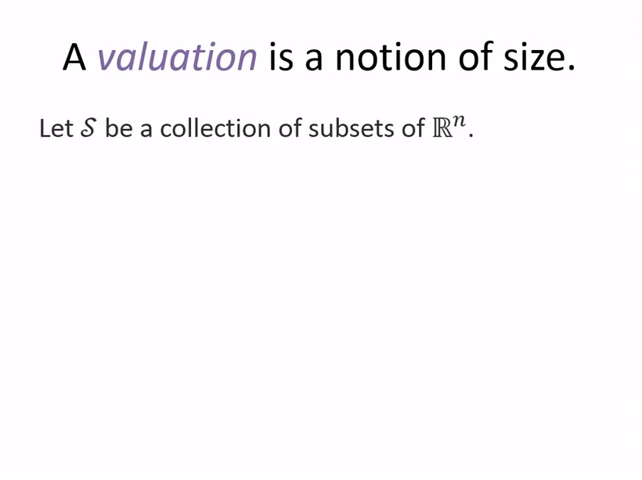 A valuation is a notion of size.
Let 𝒮 be a collection of subsets of ℝⁿ.